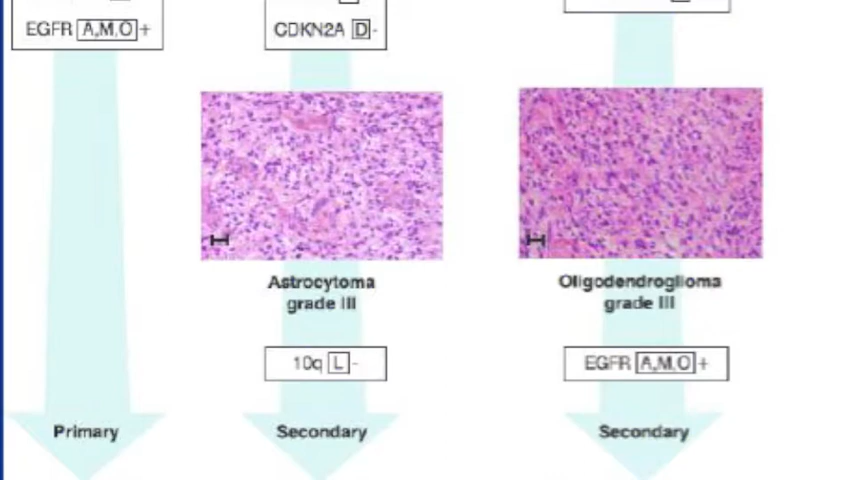 EGFR A,M,O +
CDKN2A D -
Astrocytoma
grade III
Oligodendroglioma
grade III
10q L -
EGFR A,M,O +
Primary
Secondary
Secondary